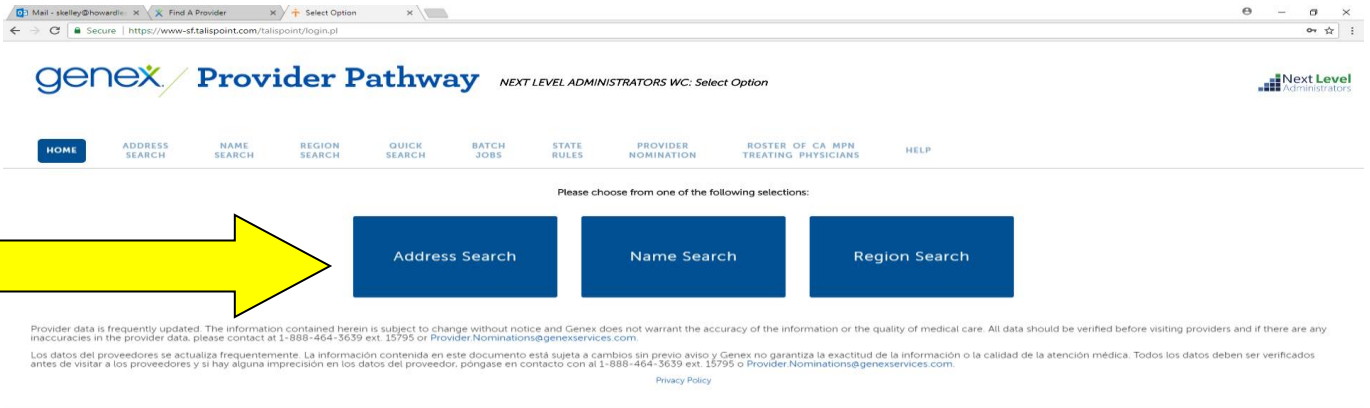 Mail - skelley@howardle
Find A Provider
Select Option
Secure | https://www-sf.talispoint.com/talispoint/login.pl
genex. Provider Pathway NEXT LEVEL ADMINISTRATORS WC: Select Option
Next Level
Administrators
HOME
ADDRESS SEARCH
NAME SEARCH
REGION SEARCH
QUICK SEARCH
BATCH JOBS
STATE RULES
PROVIDER NOMINATION
ROSTER OF CA MPN TREATING PHYSICIANS
HELP
Please choose from one of the following selections:
Address Search
Name Search
Region Search
Provider data is frequently updated. The information contained herein is subject to change without notice and Genex does not warrant the accuracy of the information or the quality of medical care. All data should be verified before visiting providers and if there are any
inaccuracies in the provider data, please contact at 1-888-464-3639 ext. 15795 or Provider.Nominations@genexservices.com.
Los datos del proveedores se actualiza frequentemente. La información contenida en este documento está sujeta a cambios sin previo aviso y Genex no garantiza la exactitud de la información o la calidad de la atención médica. Todos los datos deben ser verificados
antes de visitar a los proveedores y si hay alguna imprecisión en los datos del proveedor, póngase en contacto con al 1-888-464-3639 ext. 15795 o Provider.Nominations@genexservices.com.
Privacy Policy